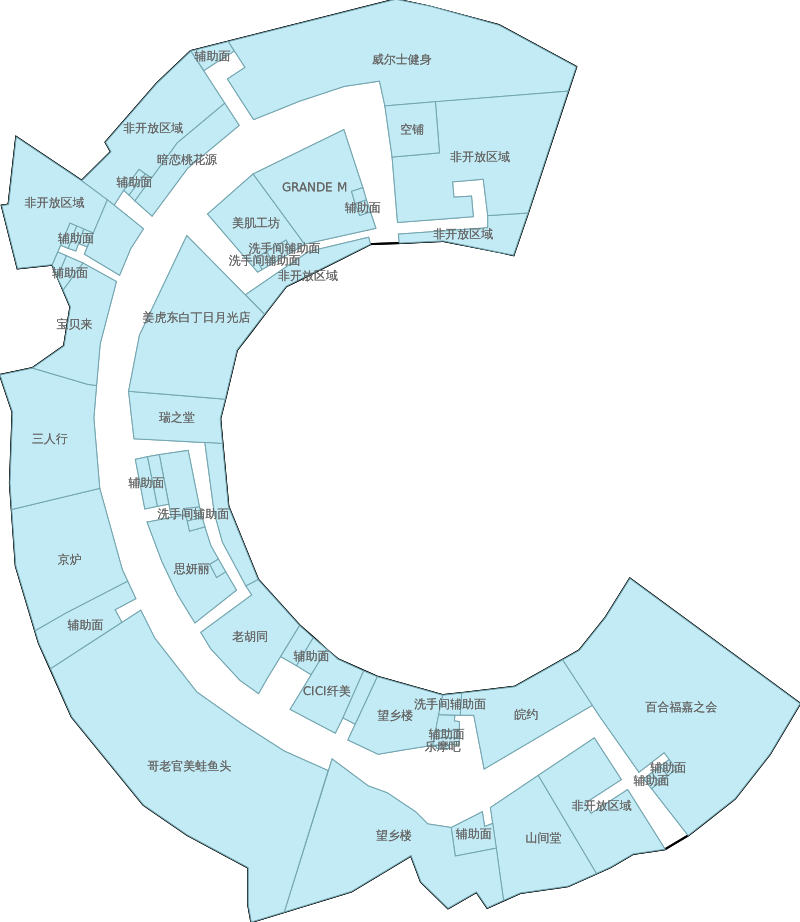 辅助面
威尔士健身
非开放区域
空铺
暗恋桃花源
非开放区域
辅助面
GRANDE M
非开放区域
辅助面
美肌工坊
辅助面
非开放区域
洗手间辅助面
洗手间辅助面
辅助面
非开放区域
宝贝来
姜虎东白丁日月光店
瑞之堂
三人行
辅助面
洗手间辅助面
京炉
思妍丽
辅助面
老胡同
辅助面
CICI纤美
洗手间辅助面
望乡楼
皖约
百合福嘉之会
辅助面
乐摩吧
哥老官美蛙鱼头
辅助面
辅助面
非开放区域
望乡楼
辅助面
山间堂